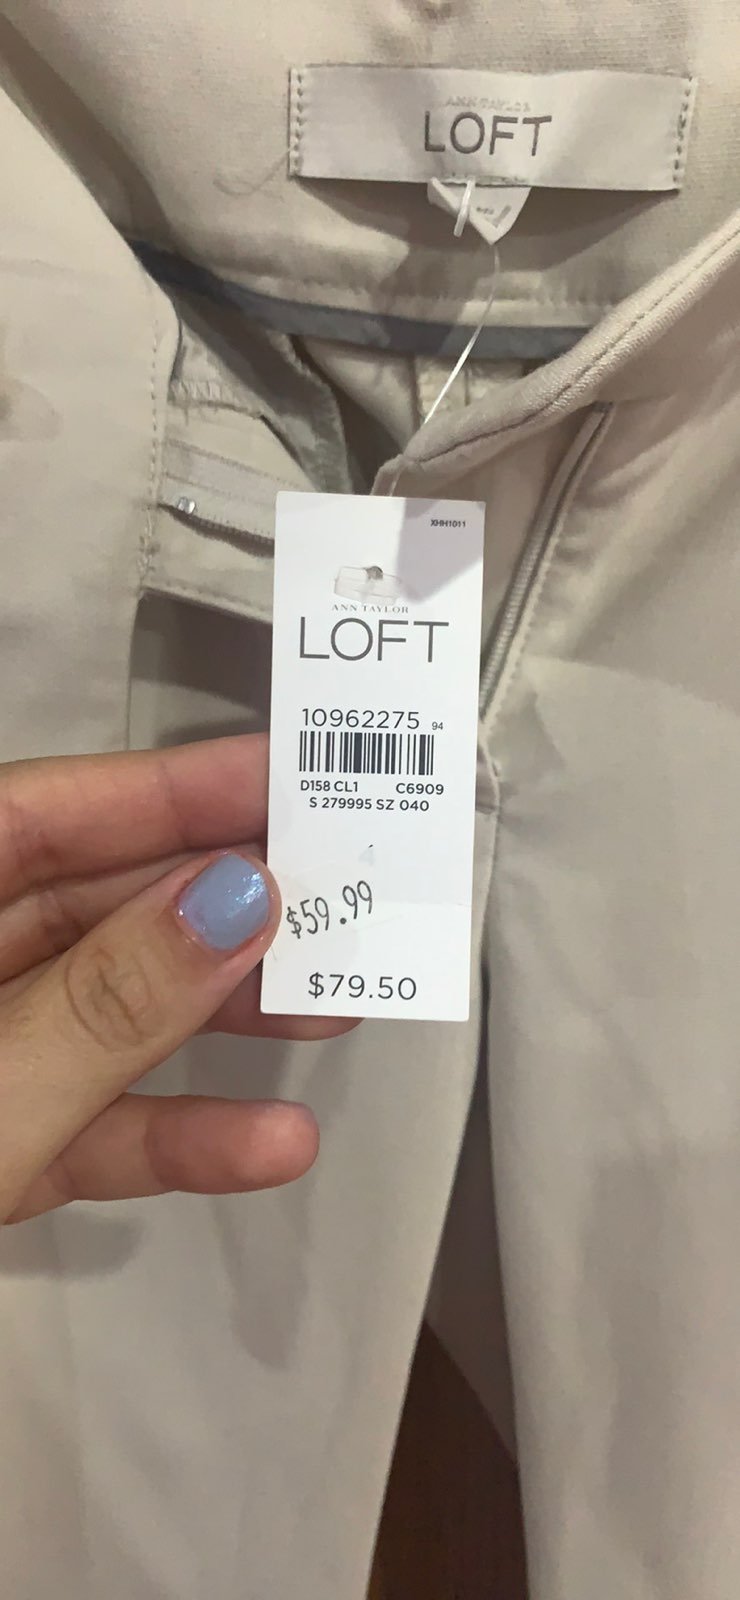 ANN TAYLOR
LOFT
XHH1011
ANN TAYLOR
LOFT
10962275 94
D158 CL1 C6909
S 279995 SZ 040
$59.99
$79.50